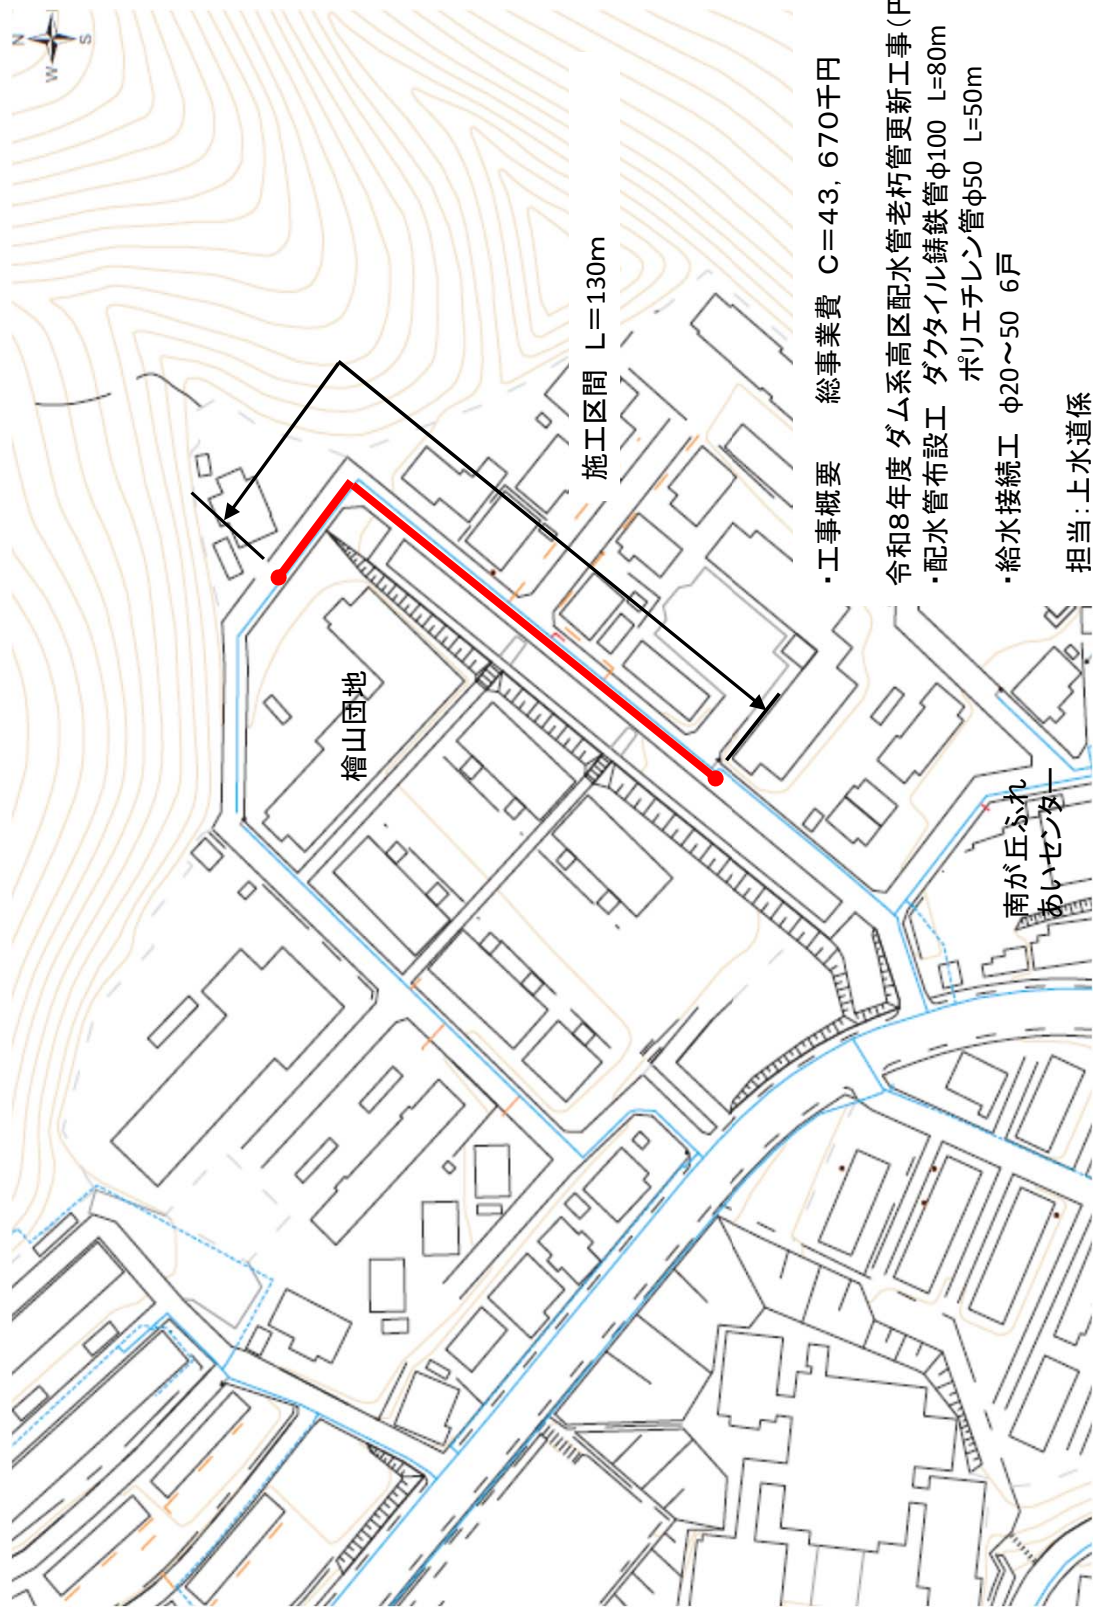 N
W
S
檜山団地
施工区間 L=130m
・工事概要 総事業費 C=43,670千円
令和8年度 ダム系高区配水管老朽管更新工事(円
・配水管布設工 ダクタイル鋳鉄管φ100 L=80m
ポリエチレン管φ50 L=50m
・給水接続工 φ20～50 6戸
担当：上水道係
南が丘ふれ
あいセンター